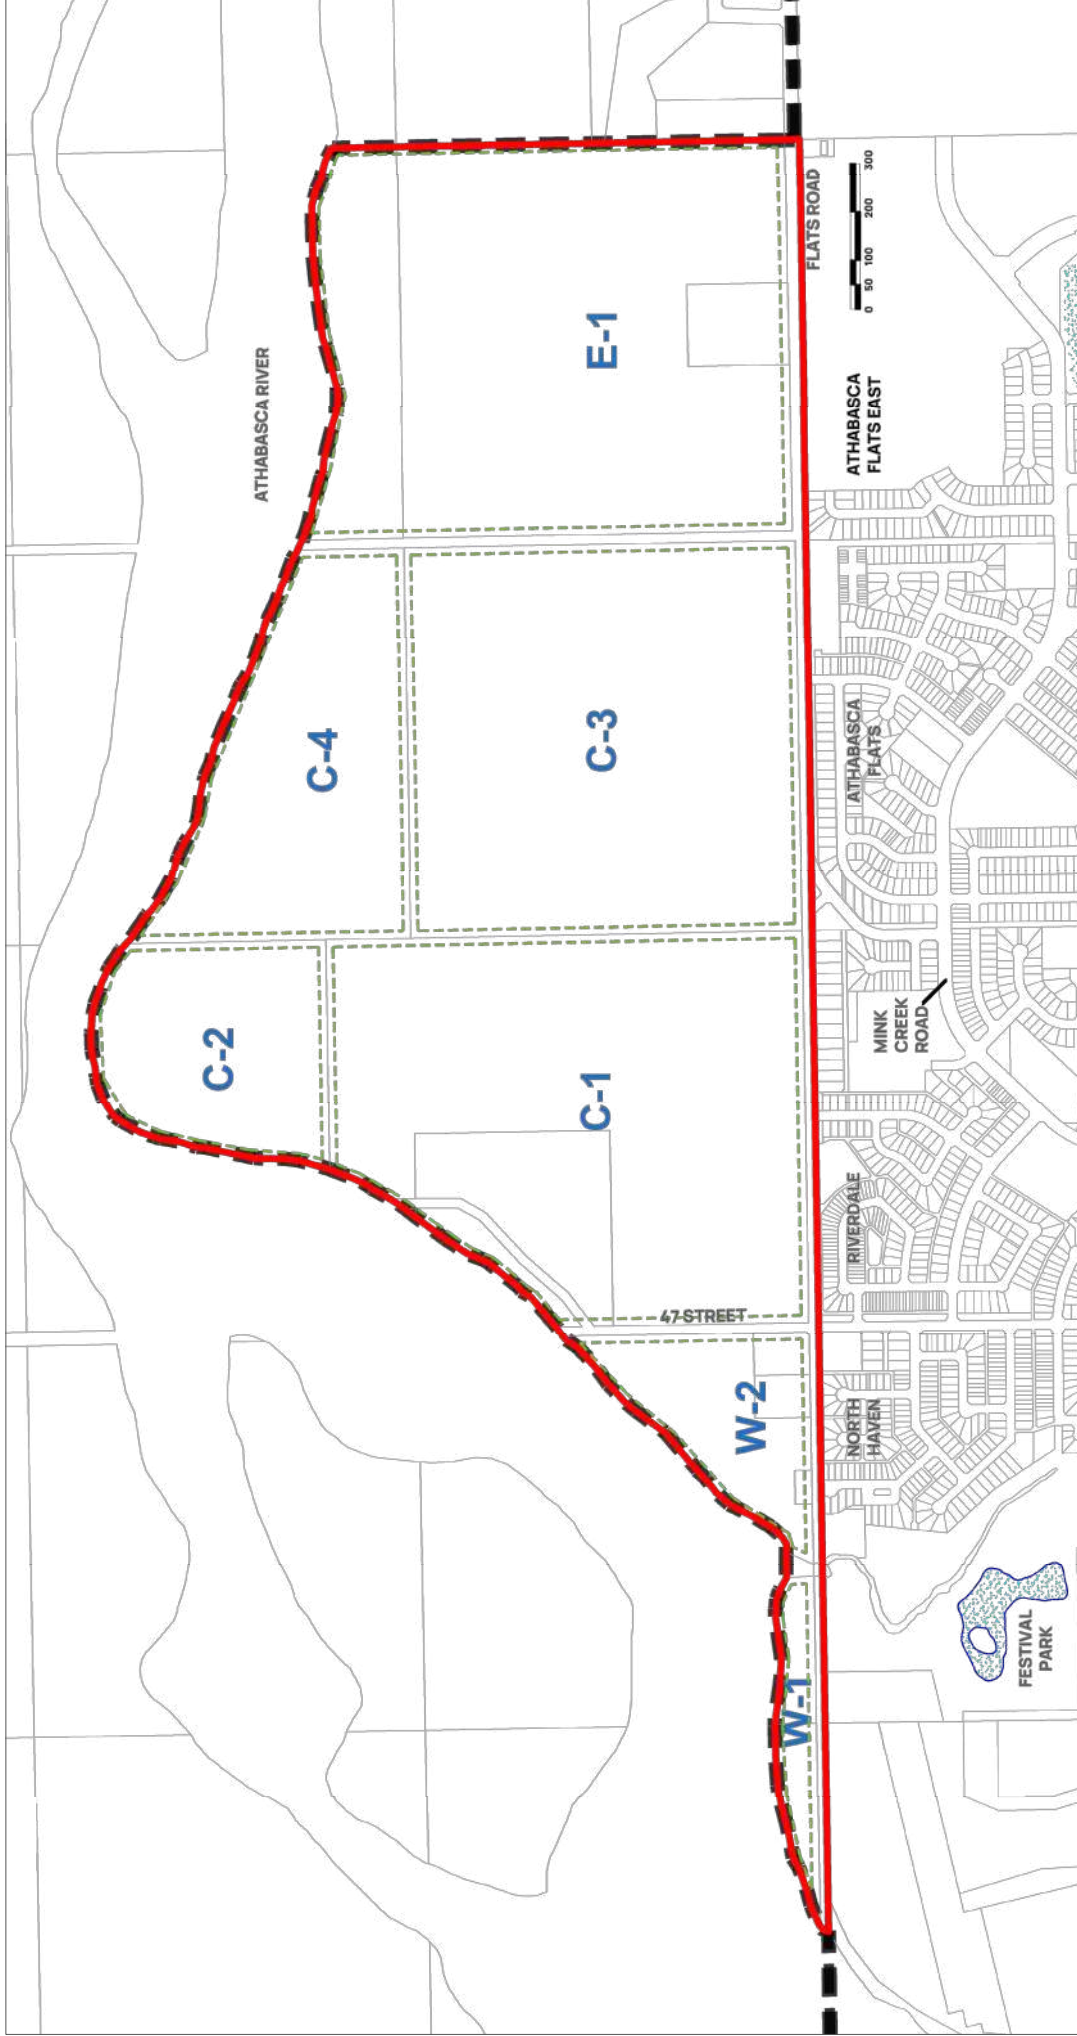 ATHABASCA RIVER
C-2
C-4
E-1
C-1
C-3
W-2
W-1
47 STREET
FLATS ROAD
0 50 100 200 300
NORTH
HAVEN
RIVERDALE
MINK
CREEK
ROAD
ATHABASCA
FLATS
ATHABASCA
FLATS EAST
FESTIVAL
PARK